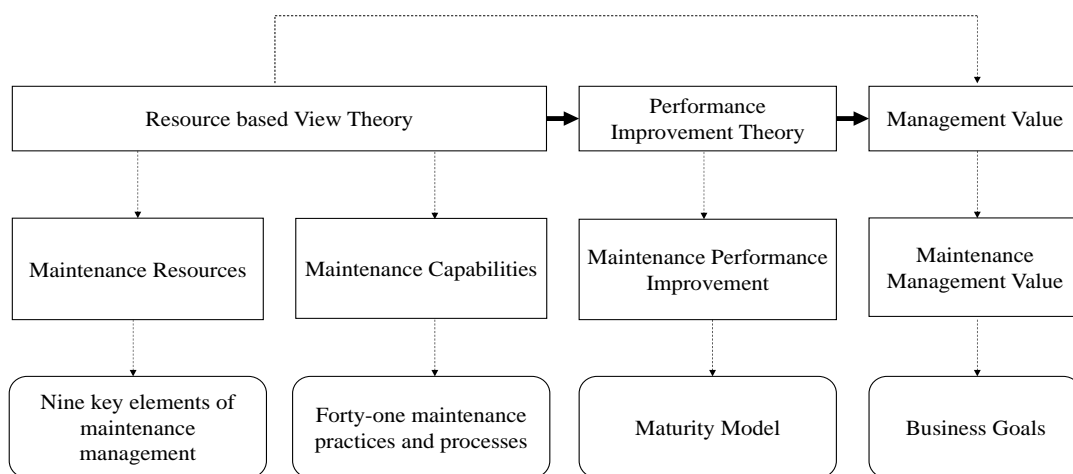 Resource based View Theory
Performance
Improvement Theory
Management Value
Maintenance Resources
Maintenance Capabilities
Maintenance Performance
Improvement
Maintenance
Management Value
Nine key elements of
maintenance
management
Forty-one maintenance
practices and processes
Maturity Model
Business Goals